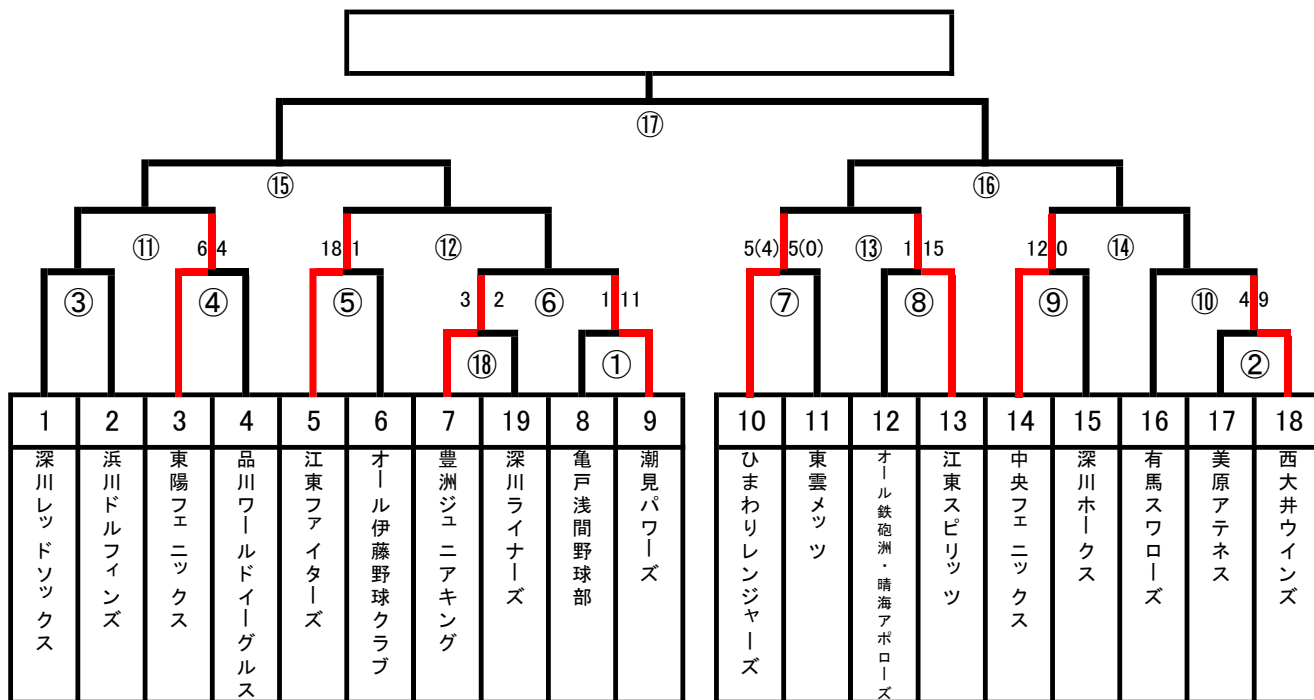 ⑰
⑮ ⑯
⑪ 6 4 18 1 ⑫ 5(4) 5(0) ⑬ 1 15 12 0 ⑭
③ ④ ⑤ 3 2 ⑥ 1 11 ⑦ ⑧ ⑨ ⑩ 4 9
⑱ ① ②
1 2 3 4 5 6 7 19 8 9 10 11 12 13 14 15 16 17 18
深川レッドソックス
浜川ドルフィンズ
東陽フェニックス
品川ワールドイーグルス
江東ファイターズ
オール伊藤野球クラブ
豊洲ジュニアキング
深川ライナーズ
亀戸浅間野球部
潮見パワーズ
ひまわりレンジャーズ
東雲メッツ
オール鉄砲洲・晴海アポローズ
江東スピリッツ
中央フェニックス
深川ホークス
有馬スワローズ
美原アテネス
西大井ウインズ